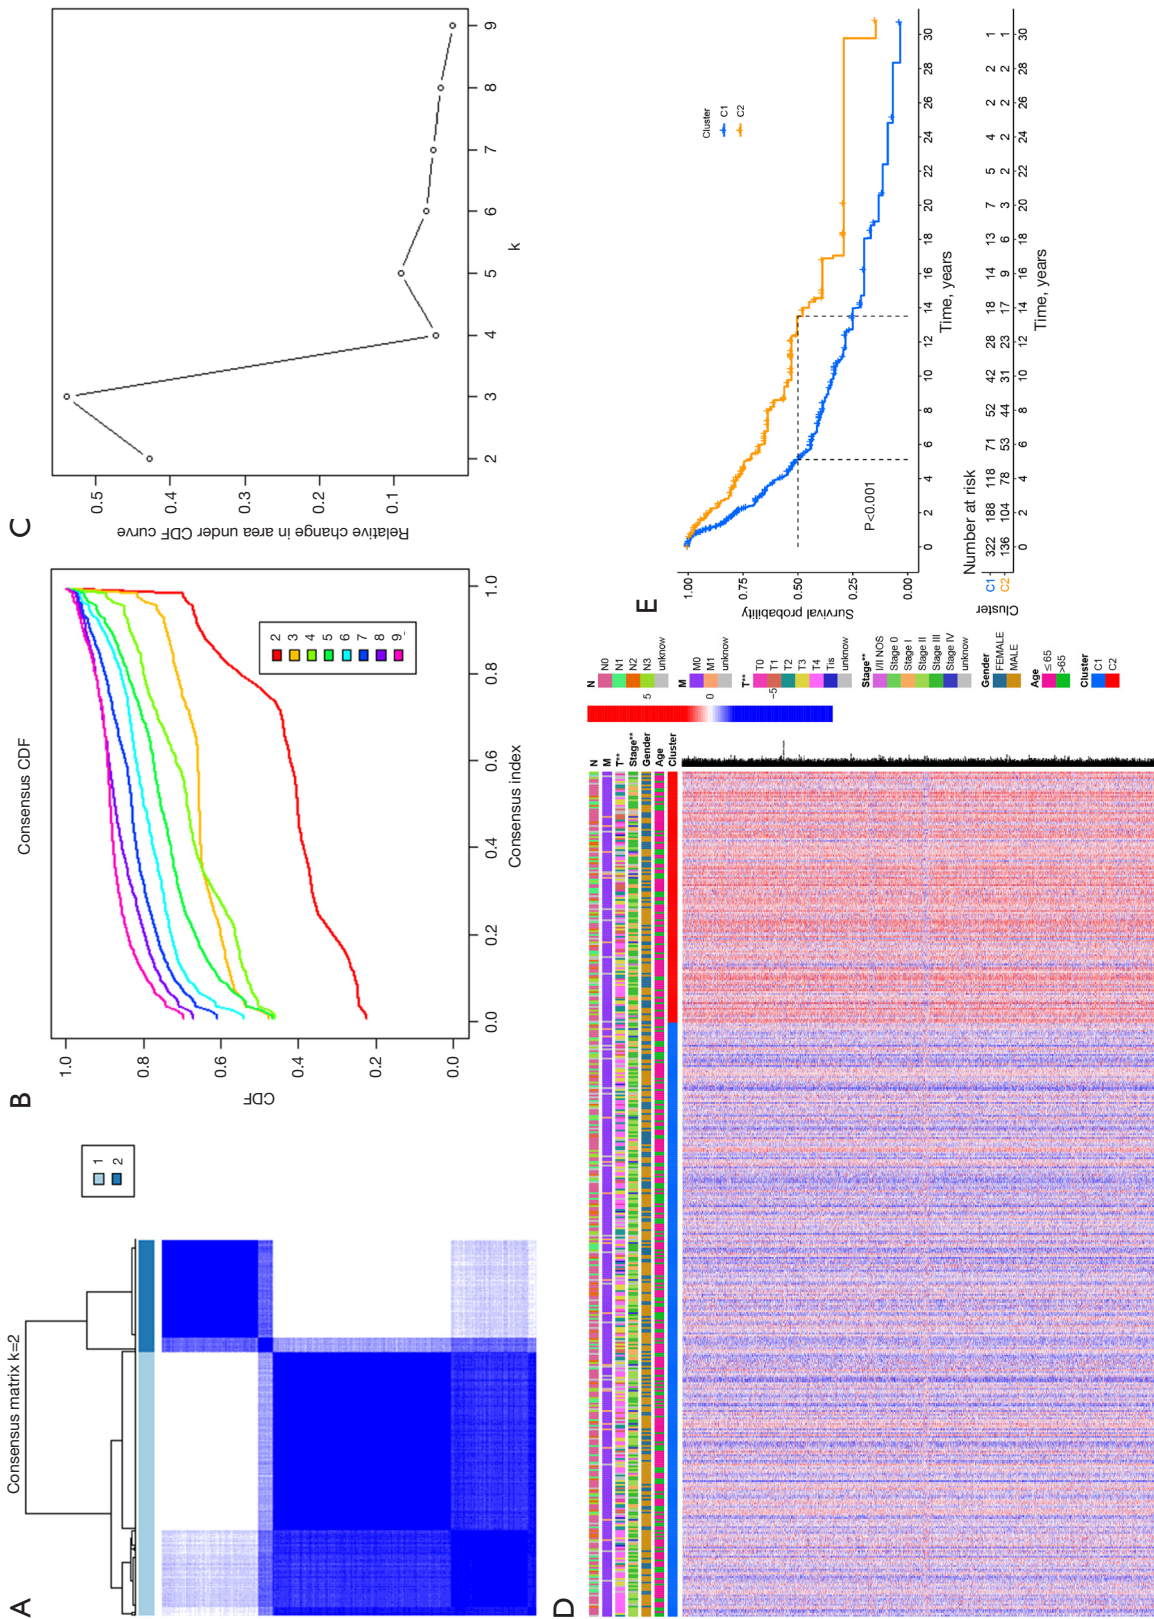 A
Consensus matrix k=2
1
2
B
Consensus CDF
CDF
1.0
0.8
0.6
0.4
0.2
0.0
0.0 0.2 0.4 0.6 0.8 1.0
Consensus index
2
3
4
5
6
7
8
9
C
Relative change in area under CDF curve
0.5
0.4
0.3
0.2
0.1
2 3 4 5 6 7 8 9
k
D
N
M
T**
Stage**
Gender
Age
Cluster
5
0
−5
N
N0
N1
N2
N3
unknow
M
M0
M1
unknow
T**
T0
T1
T2
T3
T4
Tis
unknow
Stage**
I/II NOS
Stage 0
Stage I
Stage II
Stage III
Stage IV
unknow
Gender
FEMALE
MALE
Age
≤ 65
>65
Cluster
C1
C2
E
Survival probability
1.00
0.75
0.50
0.25
0.00
P<0.001
Cluster
C1
C2
0 2 4 6 8 10 12 14 16 18 20 22 24 26 28 30
Time, years
Number at risk
Cluster
C1 322 188 118 71 52 42 28 18 14 13 7 5 4 2 2 1
C2 136 104 78 53 44 31 23 17 9 6 3 2 2 2 2 1
0 2 4 6 8 10 12 14 16 18 20 22 24 26 28 30
Time, years